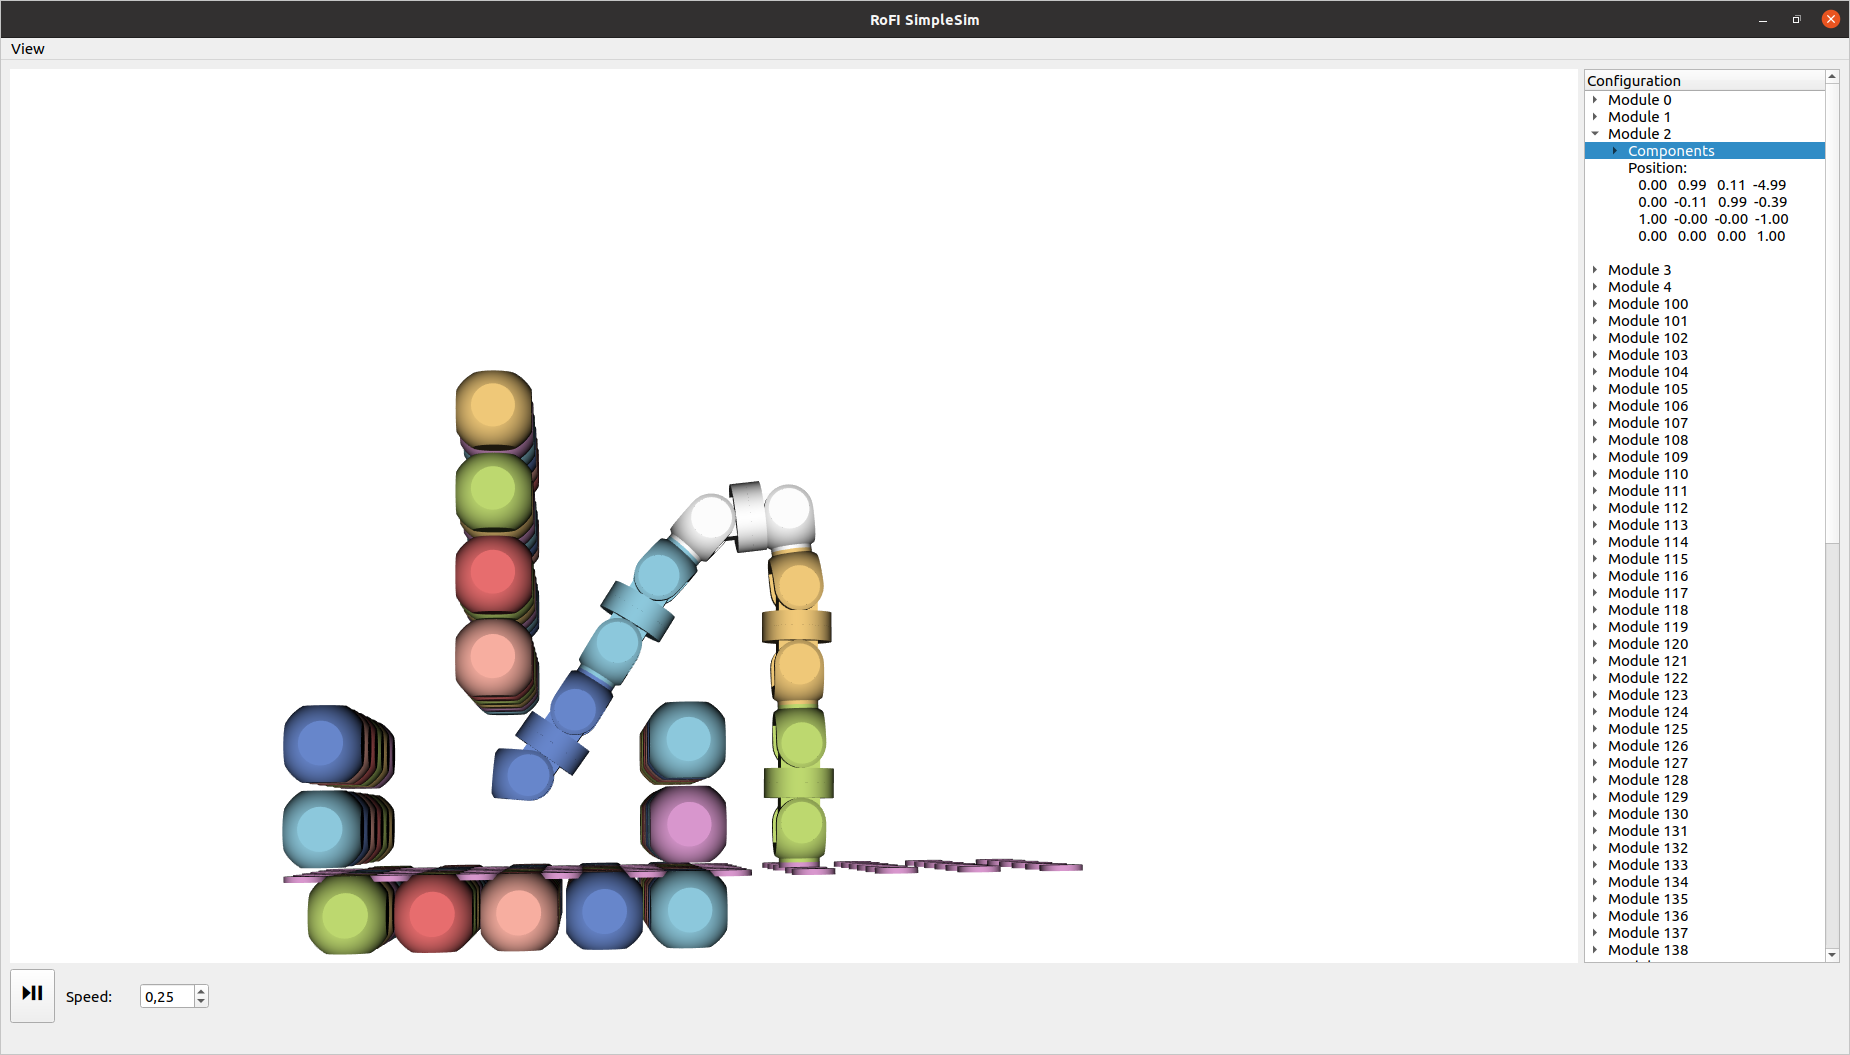 RoFI SimpleSim
View
Configuration
Module 0
Module 1
Module 2
Components
Position:
0.00 0.99 0.11 -4.99
0.00 -0.11 0.99 -0.39
1.00 -0.00 -0.00 -1.00
0.00 0.00 0.00 1.00
Module 3
Module 4
Module 100
Module 101
Module 102
Module 103
Module 104
Module 105
Module 106
Module 107
Module 108
Module 109
Module 110
Module 111
Module 112
Module 113
Module 114
Module 115
Module 116
Module 117
Module 118
Module 119
Module 120
Module 121
Module 122
Module 123
Module 124
Module 125
Module 126
Module 127
Module 128
Module 129
Module 130
Module 131
Module 132
Module 133
Module 134
Module 135
Module 136
Module 137
Module 138
Speed: 0,25